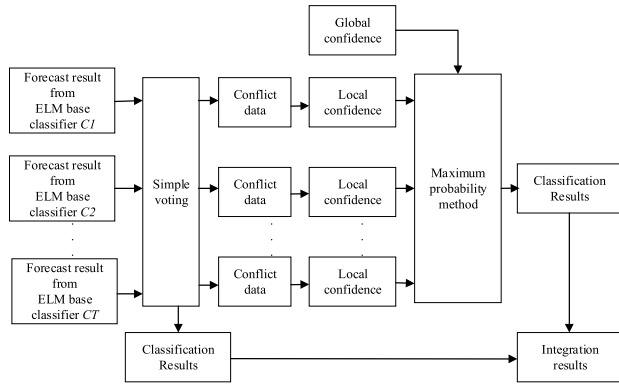 Global
confidence
Forecast result
from
ELM base
classifier C1
Conflict
data
Local
confidence
Forecast result
from
ELM base
classifier C2
Simple
voting
Conflict
data
Local
confidence
Maximum
probability
method
Classification
Results
Forecast result
from
ELM base
classifier CT
Conflict
data
Local
confidence
Classification
Results
Integration
results